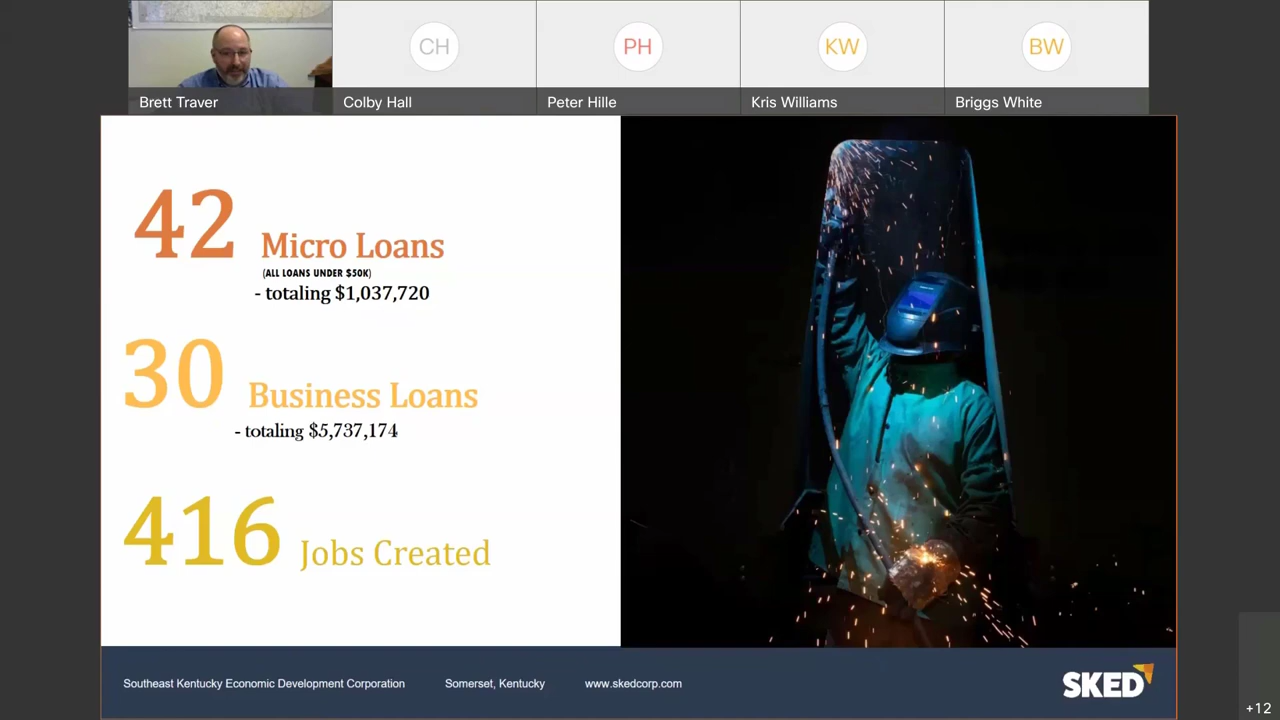 CH
PH
KW
BW
Brett Traver
Colby Hall
Peter Hille
Kris Williams
Briggs White
42 Micro Loans
(ALL LOANS UNDER $50K)
- totaling $1,037,720
30 Business Loans
- totaling $5,737,174
416 Jobs Created
Southeast Kentucky Economic Development Corporation
Somerset, Kentucky
www.skedcorp.com
SKED
+12